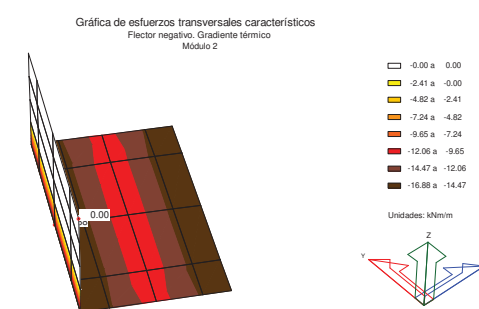 Gráfica de esfuerzos transversales característicos
Flector negativo. Gradiente térmico
Módulo 2
-0.00 a 0.00
-2.41 a -0.00
-4.82 a -2.41
-7.24 a -4.82
-9.65 a -7.24
-12.06 a -9.65
-14.47 a -12.06
-16.88 a -14.47
0.00
Unidades: kNm/m
Z
Y